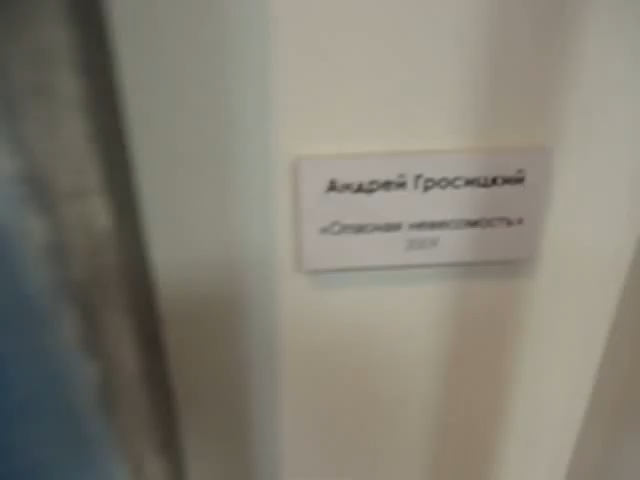 Андрей Гросицкий
«Опасная невесомость»